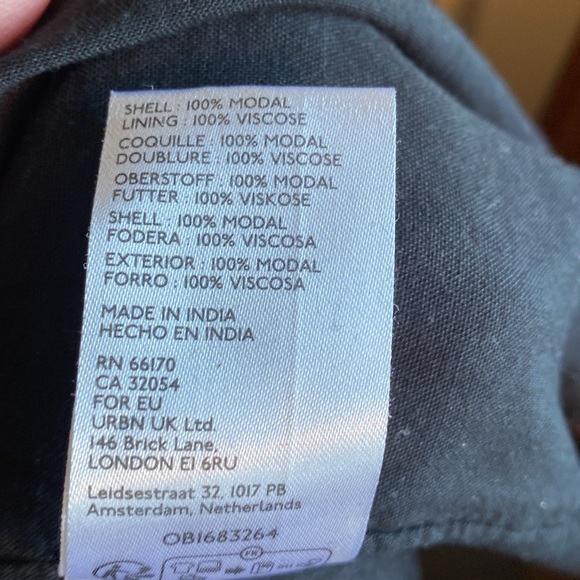 SHELL : 100% MODAL
LINING : 100% VISCOSE
COQUILLE : 100% MODAL
DOUBLURE : 100% VISCOSE
OBERSTOFF : 100% MODAL
FUTTER : 100% VISKOSE
SHELL : 100% MODAL
FODERA : 100% VISCOSA
EXTERIOR : 100% MODAL
FORRO : 100% VISCOSA
MADE IN INDIA
HECHO EN INDIA
RN 66170
CA 32054
FOR EU
URBN UK Ltd.
146 Brick Lane,
LONDON E1 6RU
Leidsestraat 32, 1017 PB
Amsterdam, Netherlands
OB1683264
FR